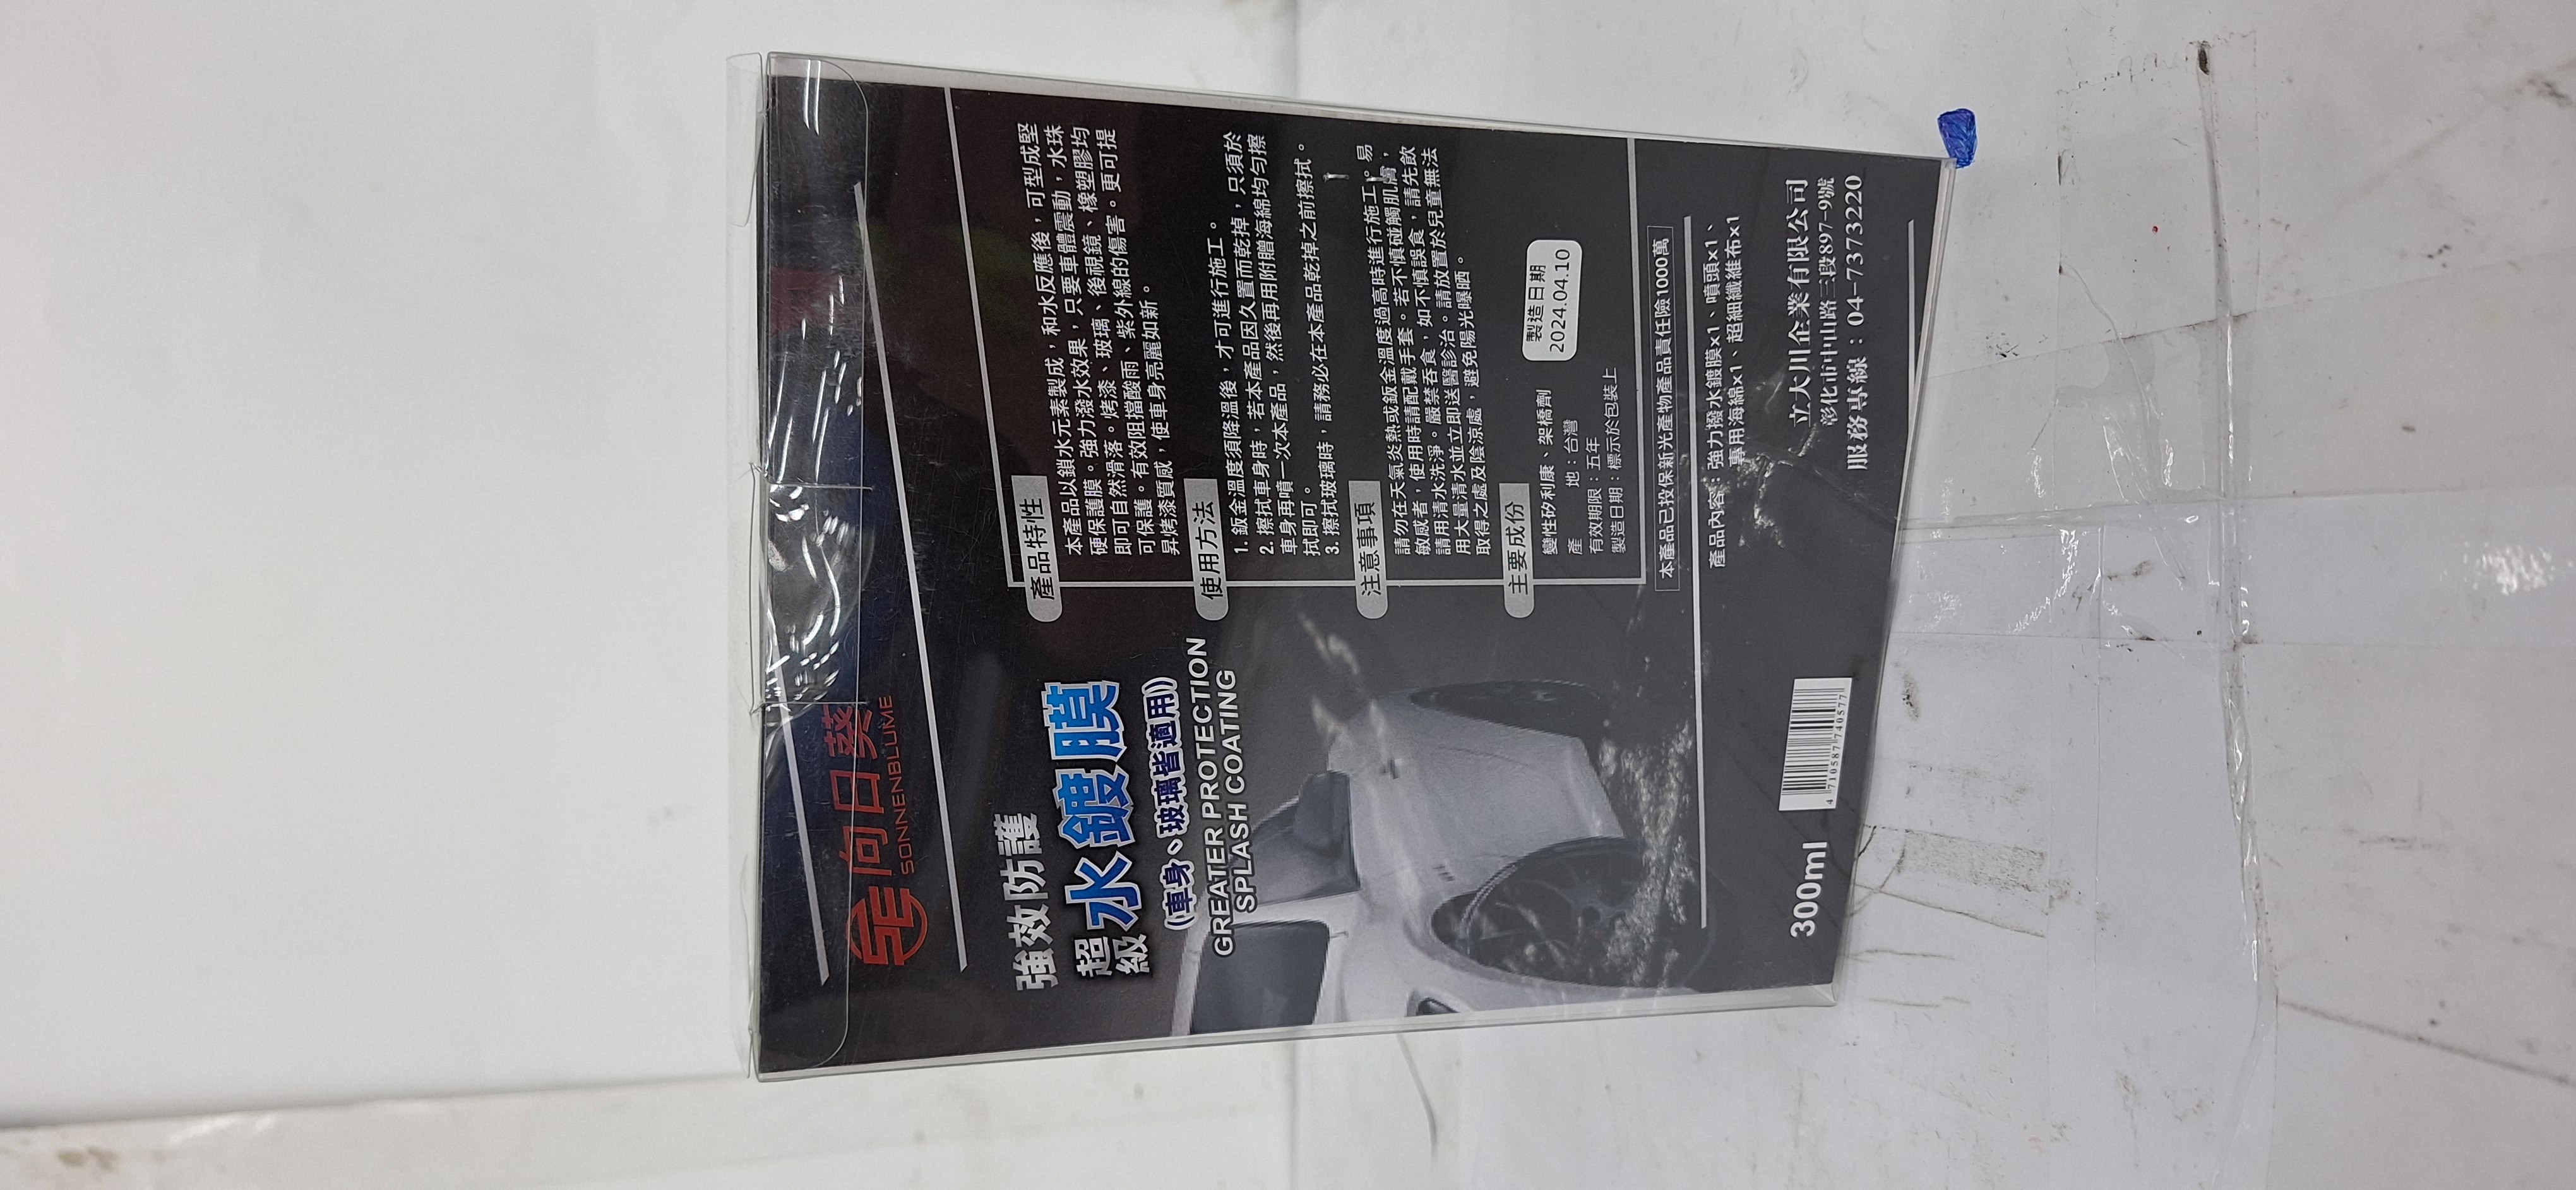 向日葵
SONNENBLUME
強效防護
超級水鍍膜
(車身、玻璃皆適用)
GREATER PROTECTION
SPLASH COATING
產品特性
本產品以鎖水元素製成，和水反應後，可型成堅
硬保護膜。強力潑水效果，只要車體震動，水珠
即可自然滑落。烤漆、玻璃、後視鏡、橡塑膠均
可保護。有效阻擋酸雨、紫外線的傷害。更可提
昇烤漆質感，使車身亮麗如新。
使用方法
1. 鈑金溫度須降溫後，才可進行施工。
2. 擦拭車身時，若本產品因久置而乾掉，只須於
車身再噴一次本產品，然後再用附贈海綿均勻擦
拭即可。
3. 擦拭玻璃時，請務必在本產品乾掉之前擦拭。
注意事項
請勿在天氣炎熱或鈑金溫度過高時進行施工。易
敏感者，使用時請配戴手套。若不慎碰觸肌膚，
請用青水洗淨。嚴禁吞食，如不慎誤食，請先飲
用大量清水並立即送醫診治。請放置於兒童無法
取得之處及陰涼處，避免陽光曝晒。
主要成份
變性矽利康、架橋劑
產地：台灣
有效期限：五年
製造日期：標示於包裝上
製造日期
2024.04.10
本產品已投保新光產物產品責任險1000萬
產品內容：強力撥水鍍膜x1、噴頭x1、
專用海綿x1、超細纖維布x1
300ml
4 710587 740577
立大川企業有限公司
彰化市中山路三段897-9號
服務專線：04-7373220